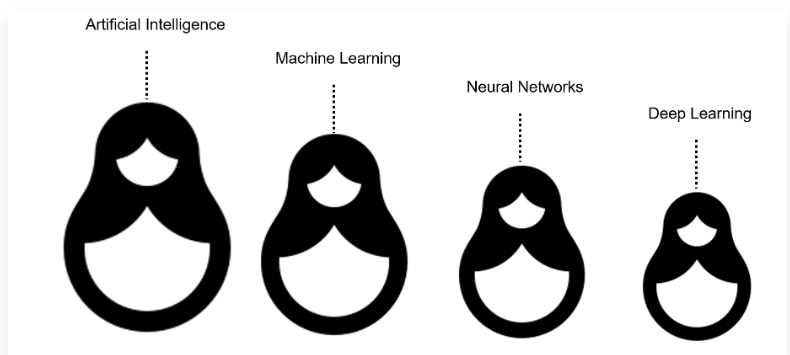 Artificial Intelligence
Machine Learning
Neural Networks
Deep Learning